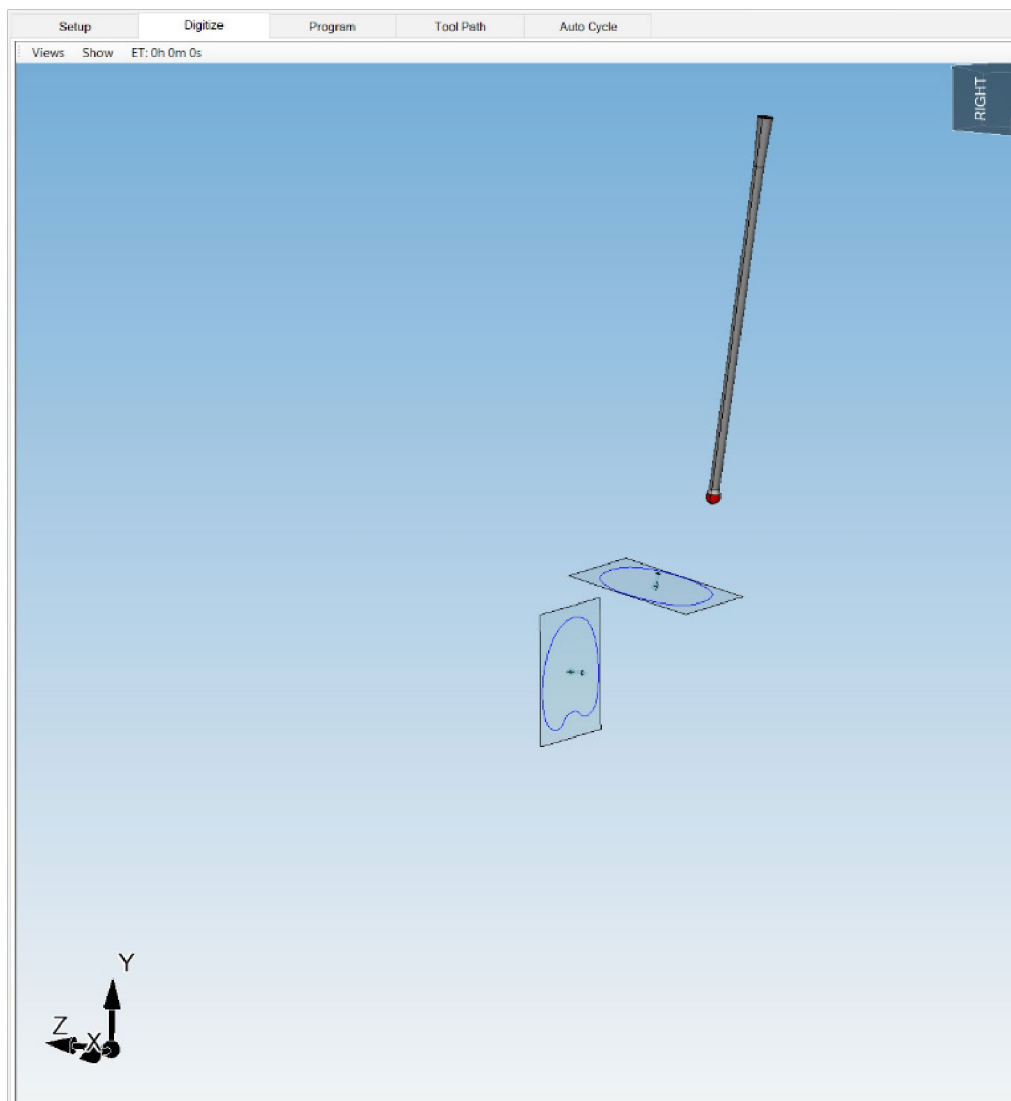 Setup Digitize Program Tool Path Auto Cycle
Views Show ET: 0h 0m 0s
RIGHT
Y
Z
X